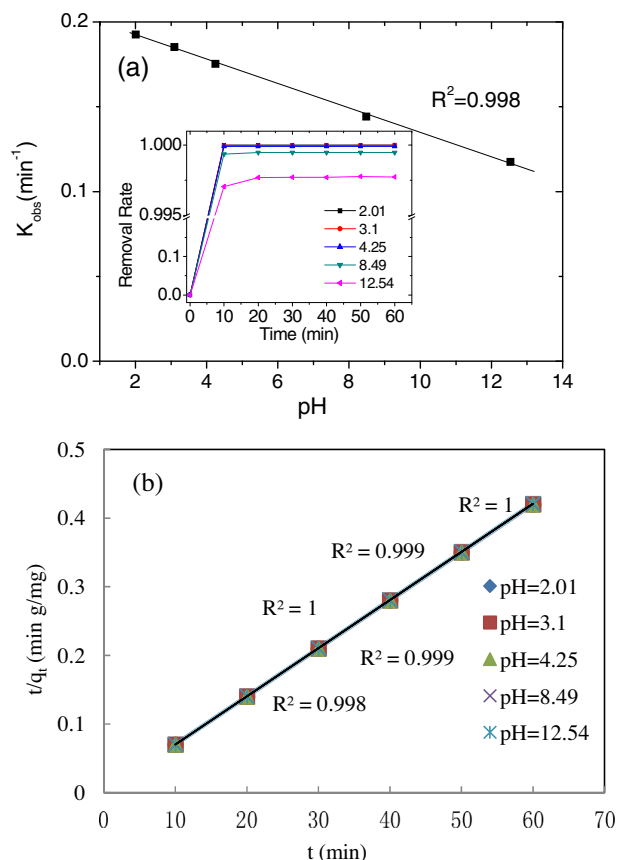 0.2
(a)
R²=0.998
1.000
0.995
0.1
0.0
Removal Rate
2.01
3.1
4.25
8.49
12.54
0 10 20 30 40 50 60
Time (min)
0.1
K_obs(min⁻¹)
0.0
2 4 6 8 10 12 14
pH
0.5
(b)
R² = 1
0.4
R² = 0.999
0.3
R² = 1
pH=2.01
pH=3.1
pH=4.25
pH=8.49
pH=12.54
R² = 0.999
0.2
R² = 0.998
0.1
0
t/q_t (min g/mg)
0 10 20 30 40 50 60 70
t (min)